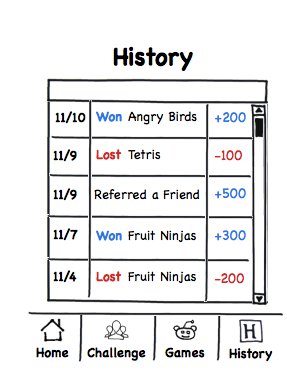 History
11/10 Won Angry Birds +200
11/9 Lost Tetris -100
11/9 Referred a Friend +500
11/7 Won Fruit Ninjas +300
11/4 Lost Fruit Ninjas -200
H
Home Challenge Games History